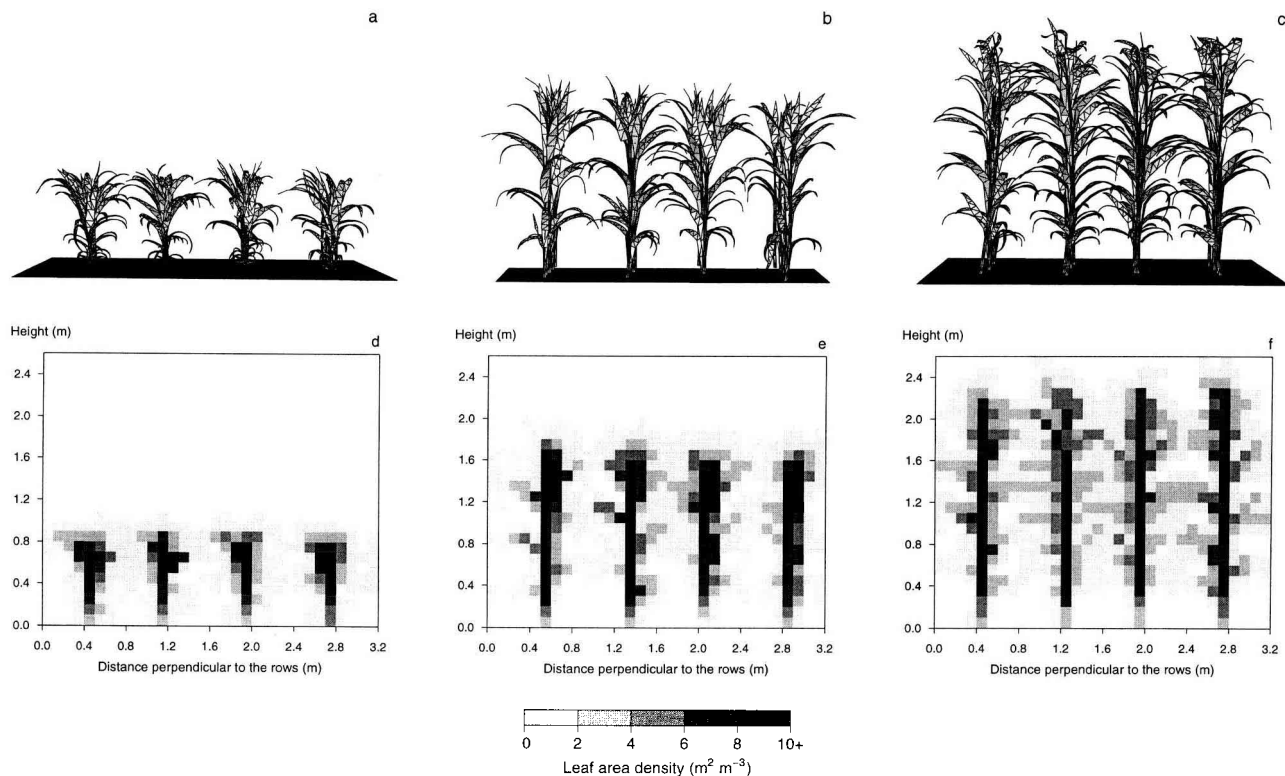 a
b
c
Height (m)
d
2.4
2.0
1.6
1.2
0.8
0.4
0.0
0.0 0.4 0.8 1.2 1.6 2.0 2.4 2.8 3.2
Distance perpendicular to the rows (m)
Height (m)
e
2.4
2.0
1.6
1.2
0.8
0.4
0.0
0.0 0.4 0.8 1.2 1.6 2.0 2.4 2.8 3.2
Distance perpendicular to the rows (m)
Height (m)
f
2.4
2.0
1.6
1.2
0.8
0.4
0.0
0.0 0.4 0.8 1.2 1.6 2.0 2.4 2.8 3.2
Distance perpendicular to the rows (m)
0 2 4 6 8 10+
Leaf area density (m² m⁻³)